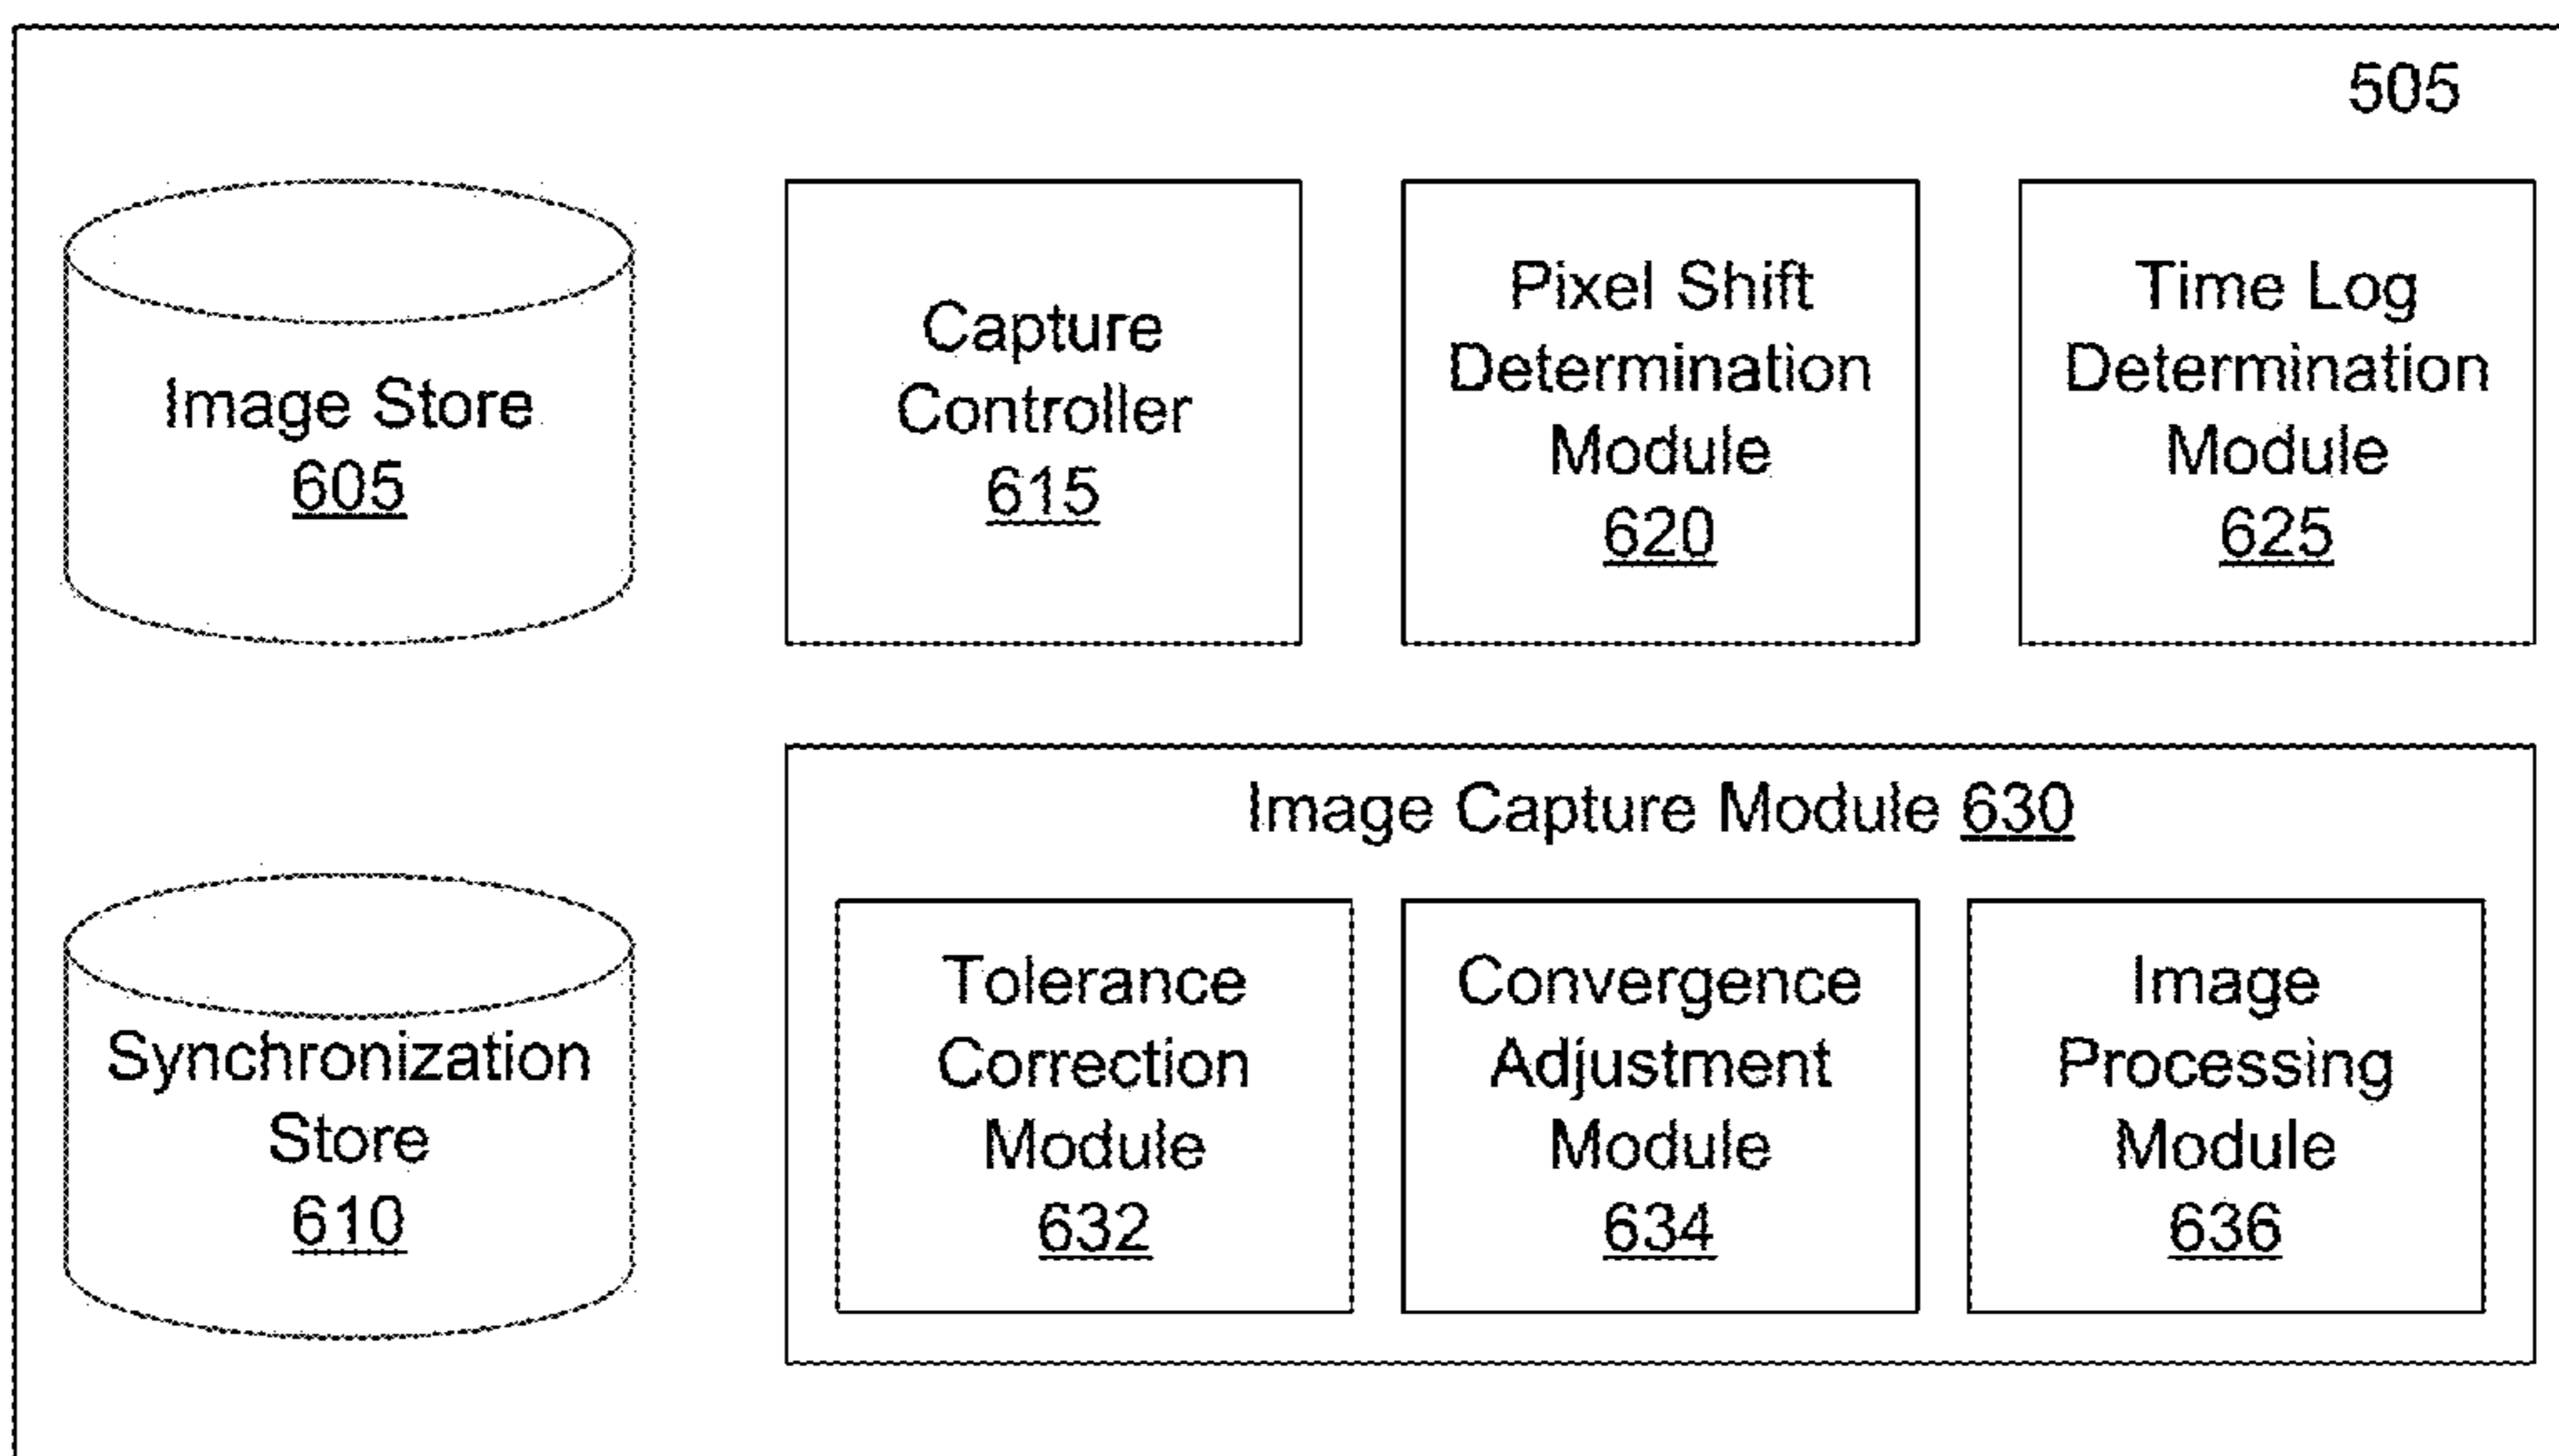 505
Image Store
605
Capture
Controller
615
Pixel Shift
Determination
Module
620
Time Log
Determination
Module
625
Synchronization
Store
610
Image Capture Module 630
Tolerance
Correction
Module
632
Convergence
Adjustment
Module
634
Image
Processing
Module
636